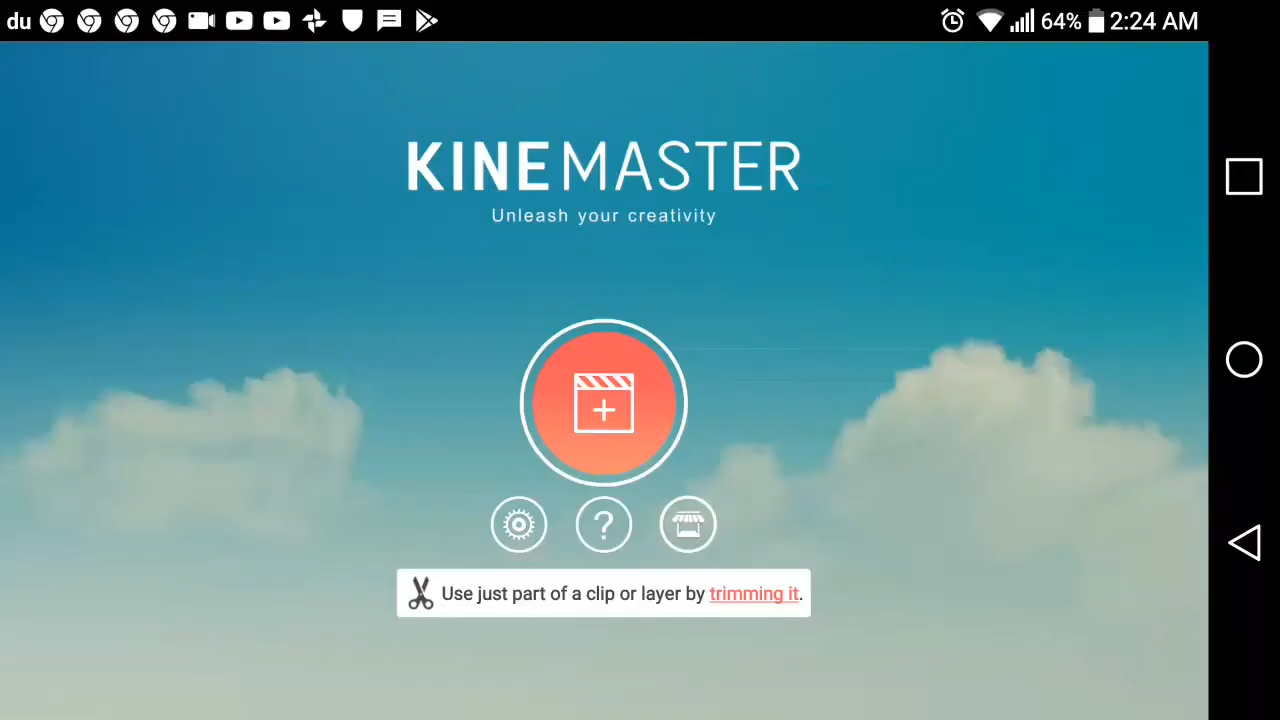 du 64% 2:24 AM
KINEMASTER
Unleash your creativity
?
Use just part of a clip or layer by trimming it.